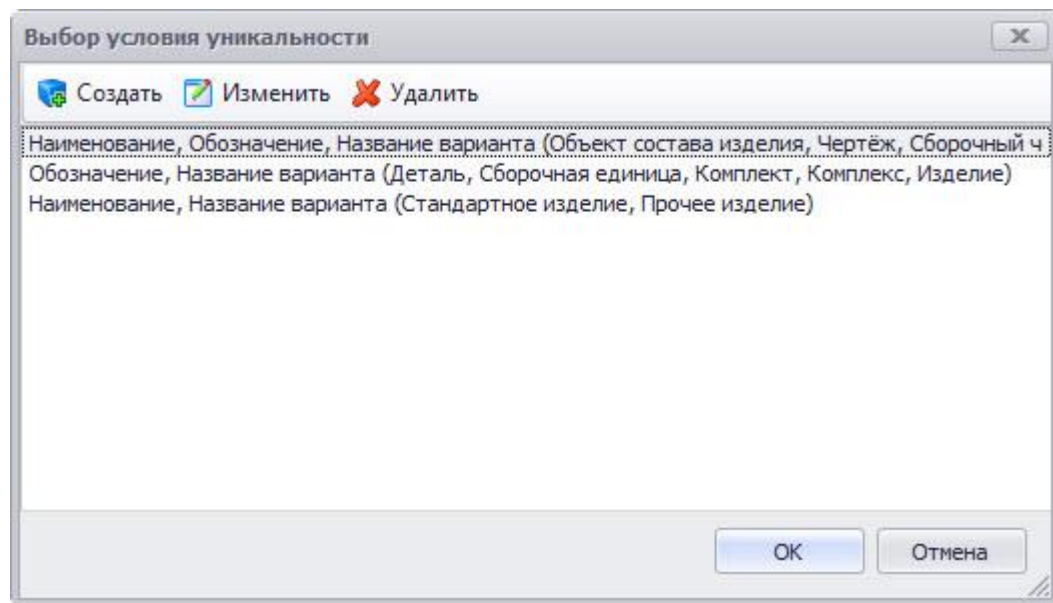 Выбор условия уникальности
Создать Изменить Удалить
Наименование, Обозначение, Название варианта (Объект состава изделия, Чертёж, Сборочный ч
Обозначение, Название варианта (Деталь, Сборочная единица, Комплект, Комплекс, Изделие)
Наименование, Название варианта (Стандартное изделие, Прочее изделие)
ОК Отмена